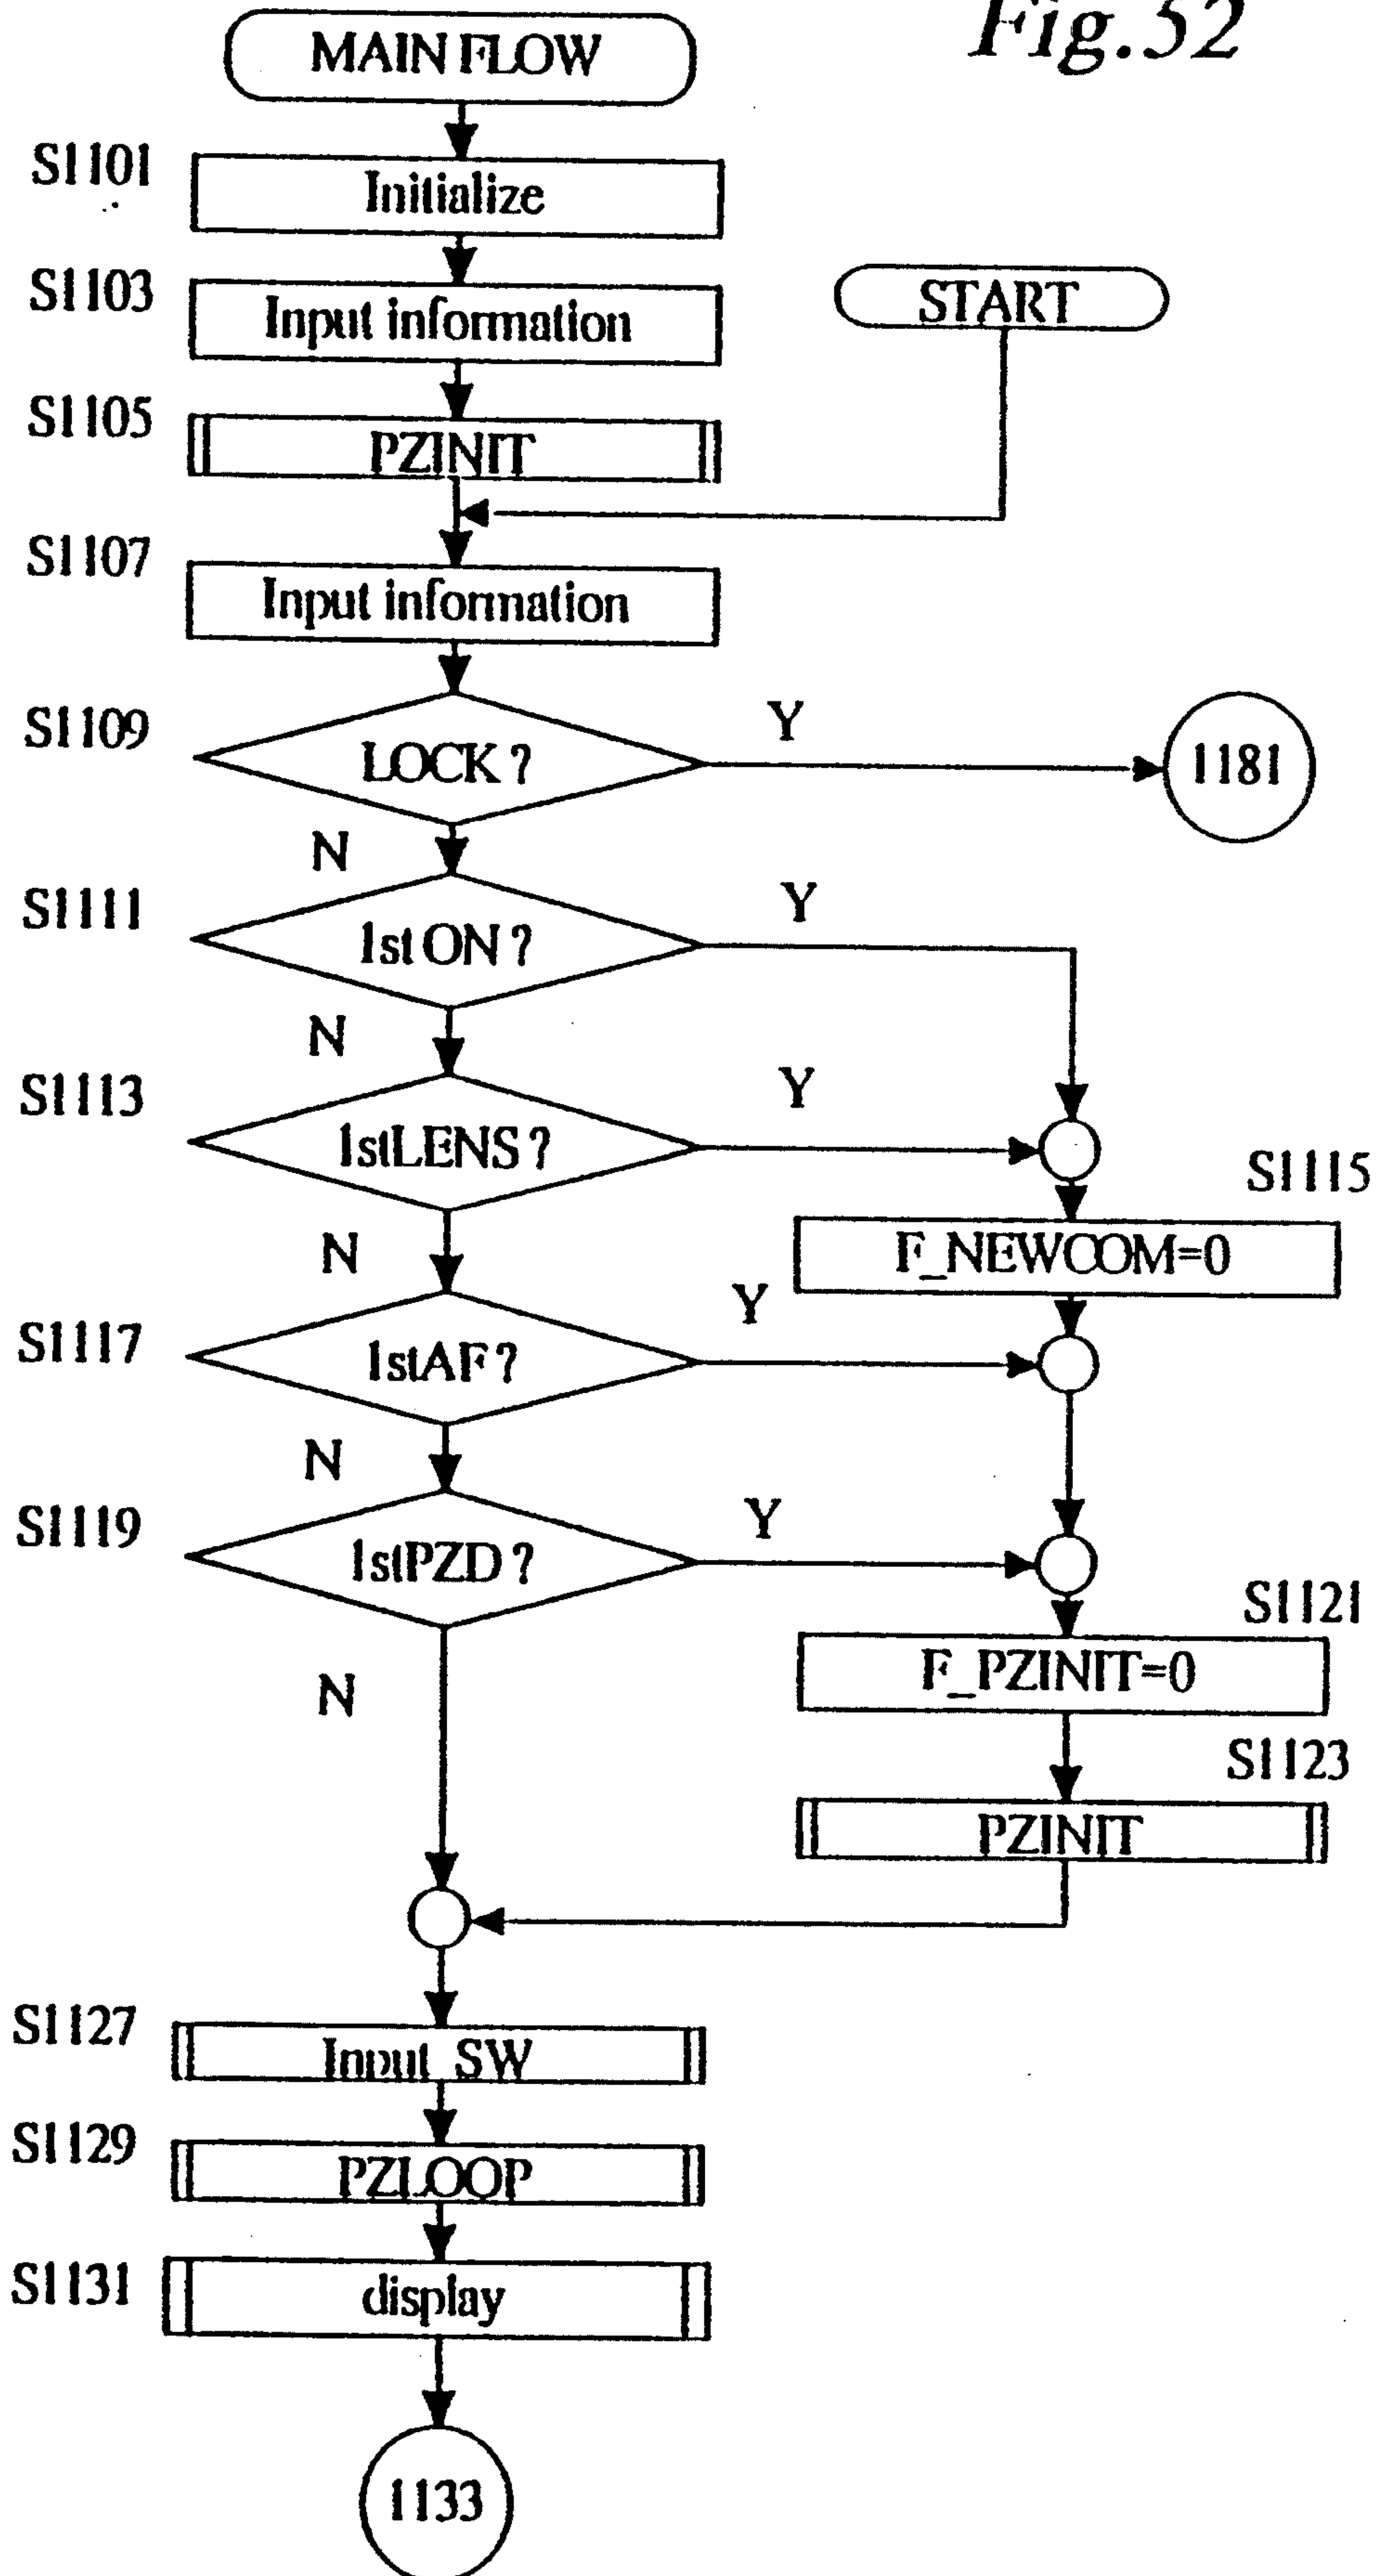 Fig.52
MAIN FLOW
S1101
Initialize
S1103
Input information
START
S1105
PZINIT
S1107
Input information
S1109
LOCK ?
Y
1181
N
S1111
1st ON ?
Y
N
S1113
1stLENS ?
Y
S1115
F_NEWCOM=0
N
S1117
1stAF ?
Y
N
S1119
1stPZD ?
Y
S1121
F_PZINIT=0
N
S1123
PZINIT
S1127
Input SW
S1129
PZLOOP
S1131
display
1133